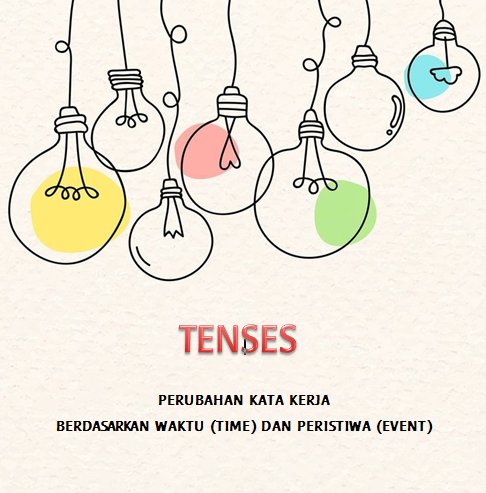 TENSES
PERUBAHAN KATA KERJA
BERDASARKAN WAKTU (TIME) DAN PERISTIWA (EVENT)